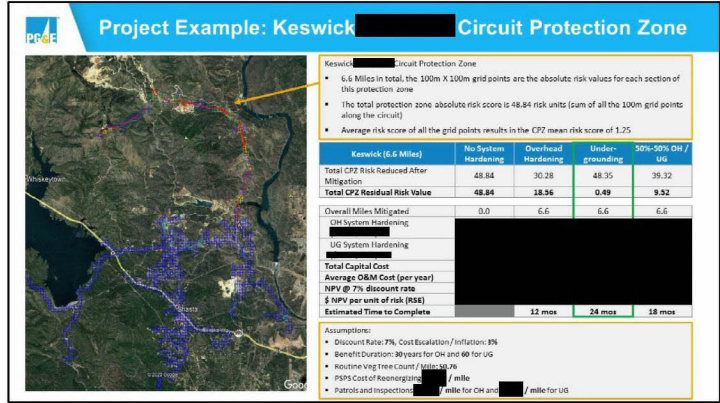 PG&E
Project Example: Keswick Circuit Protection Zone
Keswick Circuit Protection Zone
▪ 6.6 Miles in total, the 100m X 100m grid points are the absolute risk values for each section of
this protection zone
▪ The total protection zone absolute risk score is 48.84 risk units (sum of all the 100m grid points
along the circuit)
▪ Average risk score of all the grid points results in the CPZ mean risk score of 1.25
Keswick (6.6 Miles) No System Hardening Overhead Hardening Under-grounding 50%-50% OH / UG
Total CPZ Risk Reduced After Mitigation 48.84 30.28 48.35 39.32
Total CPZ Residual Risk Value 48.84 18.56 0.49 9.52
Overall Miles Mitigated 0.0 6.6 6.6 6.6
OH System Hardening
UG System Hardening
Total Capital Cost
Average O&M Cost (per year)
NPV @ 7% discount rate
$ NPV per unit of risk (RSE)
Estimated Time to Complete 12 mos 24 mos 18 mos
Assumptions:
▪ Discount Rate: 7%, Cost Escalation / Inflation: 3%
▪ Benefit Duration: 30 years for OH and 60 for UG
▪ Routine Veg Tree Count / Mile: 50.76
▪ PSPS Cost of Reenergizing / mile
▪ Patrols and Inspections / mile for OH and / mile for UG
Whiskeytown
Shasta
Goo